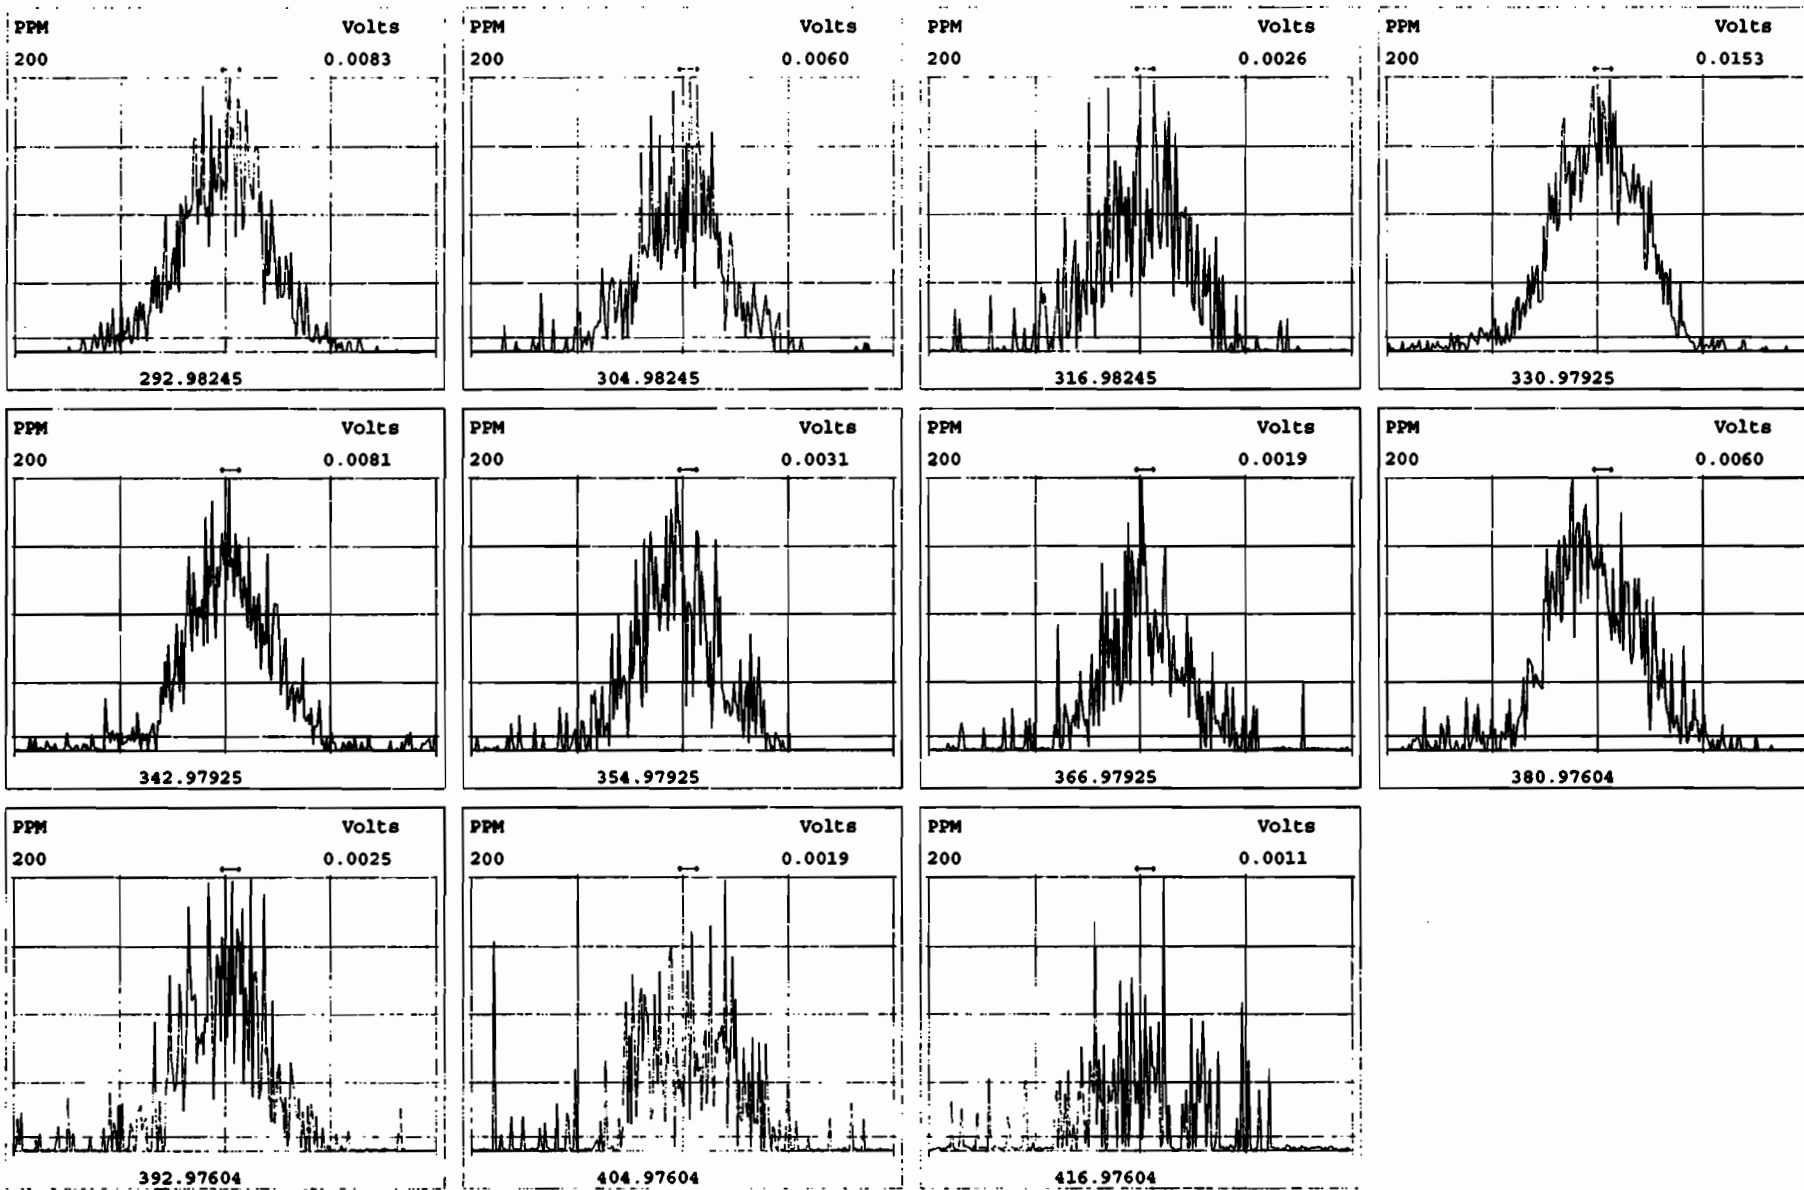 PPM Volts PPM Volts PPM Volts PPM Volts
200 0.0083 200 0.0060 200 0.0026 200 0.0153
292.98245 304.98245 316.98245 330.97925
PPM Volts PPM Volts PPM Volts PPM Volts
200 0.0081 200 0.0031 200 0.0019 200 0.0060
342.97925 354.97925 366.97925 380.97604
PPM Volts PPM Volts PPM Volts
200 0.0025 200 0.0019 200 0.0011
392.97604 404.97604 416.97604